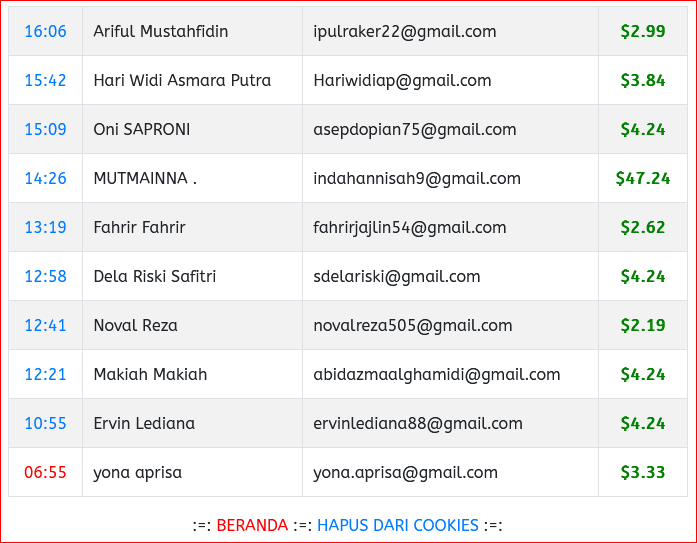 16:06 Ariful Mustahfidin ipulraker22@gmail.com $2.99
15:42 Hari Widi Asmara Putra Hariwidiap@gmail.com $3.84
15:09 Oni SAPRONI asepdopian75@gmail.com $4.24
14:26 MUTMAINNA . indahannisah9@gmail.com $47.24
13:19 Fahrir Fahrir fahrirjajlin54@gmail.com $2.62
12:58 Dela Riski Safitri sdelariski@gmail.com $4.24
12:41 Noval Reza novalreza505@gmail.com $2.19
12:21 Makiah Makiah abidazmaalghamidi@gmail.com $4.24
10:55 Ervin Lediana ervinlediana88@gmail.com $4.24
06:55 yona aprisa yona.aprisa@gmail.com $3.33
:=: BERANDA :=: HAPUS DARI COOKIES :=: